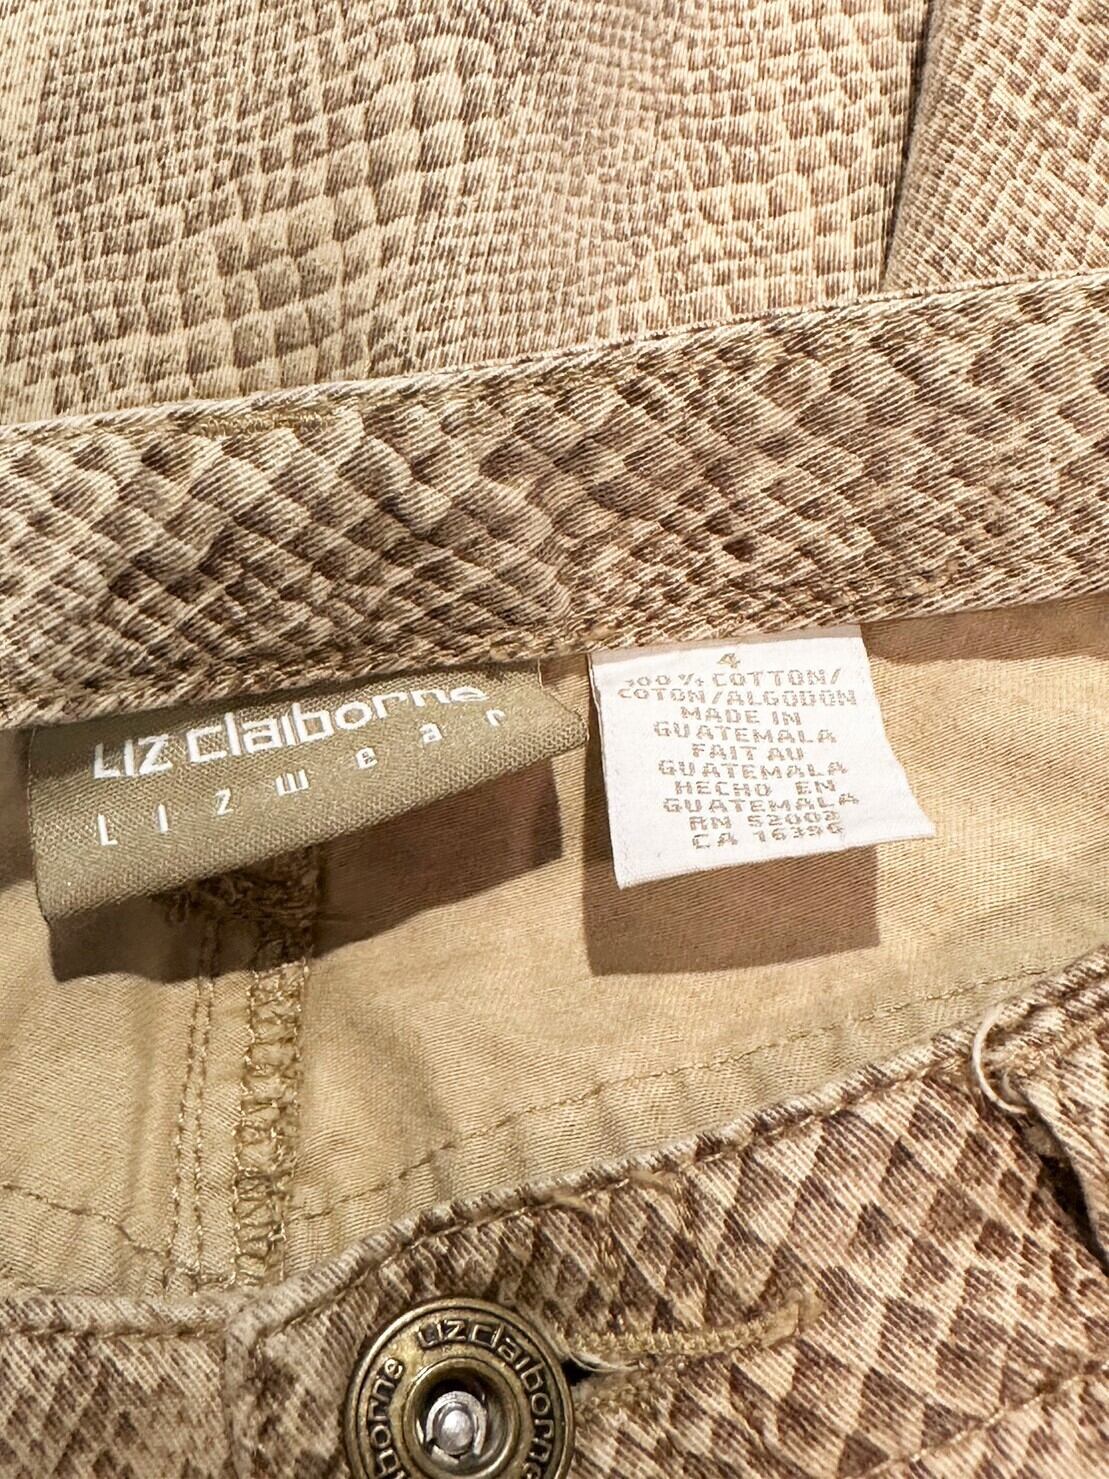 Liz claiborne
Lizwear
4
100% COTTON/
COTON/ALGODON
MADE IN
GUATEMALA
FAIT AU
GUATEMALA
HECHO EN
GUATEMALA
RN 52002
CA 16396
Liz claiborne